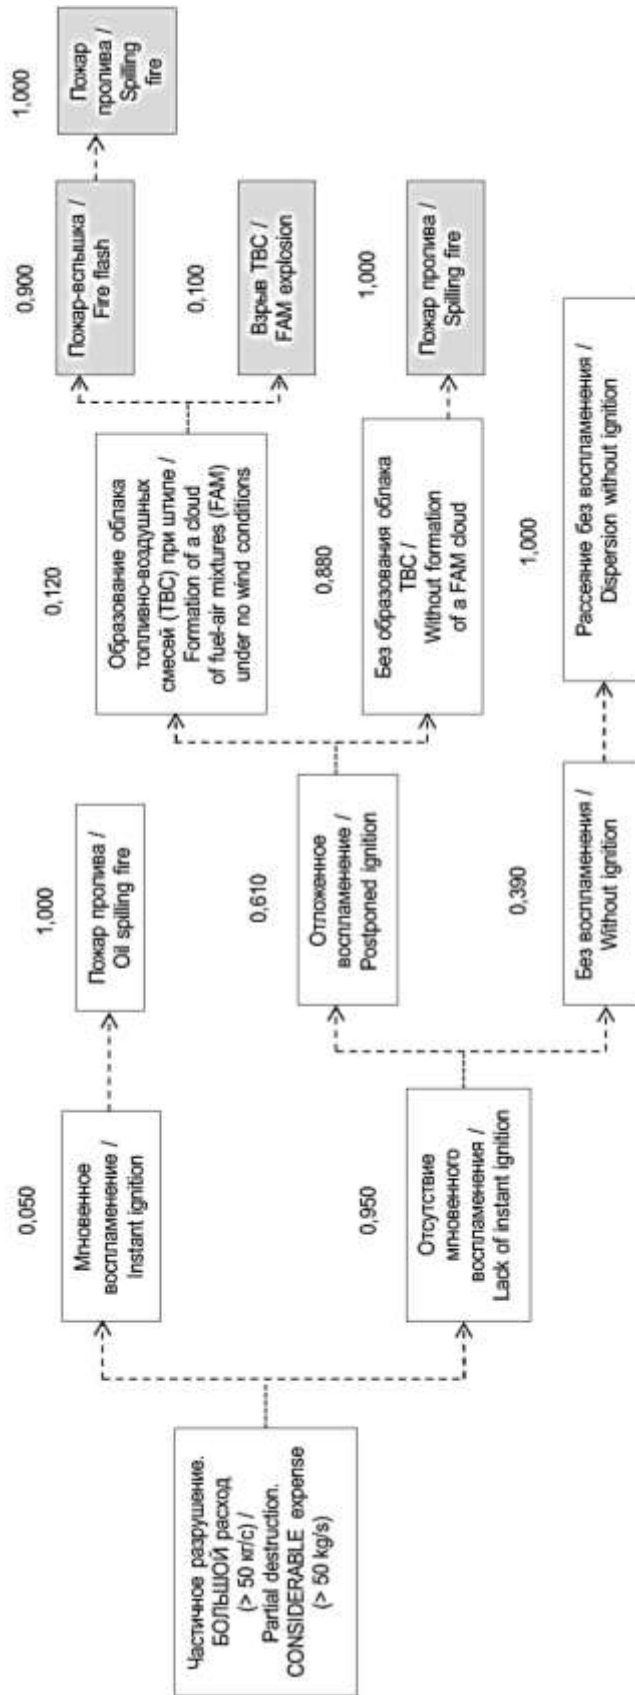 Частичное разрушение.
БОЛЬШОЙ расход
(> 50 кг/с) /
Partial destruction.
CONSIDERABLE expense
(> 50 kg/s)
0,050
Мгновенное
воспламенение /
Instant ignition
1,000
Пожар пролива /
Oil spilling fire
0,950
Отсутствие
мгновенного
воспламенения /
Lack of instant ignition
0,610
Отложенное
воспламенение /
Postponed ignition
0,120
Образование облака
топливно-воздушных
смесей (ТВС) при штиле /
Formation of a cloud
of fuel-air mixtures (FAM)
under no wind conditions
0,900
Пожар-вспышка /
Fire flash
1,000
Пожар
пролива /
Spilling
fire
0,100
Взрыв ТВС /
FAM explosion
0,880
Без образования облака
ТВС /
Without formation
of a FAM cloud
1,000
Пожар пролива /
Spilling fire
0,390
Без воспламенения /
Without ignition
1,000
Рассеяние без воспламенения /
Dispersion without ignition